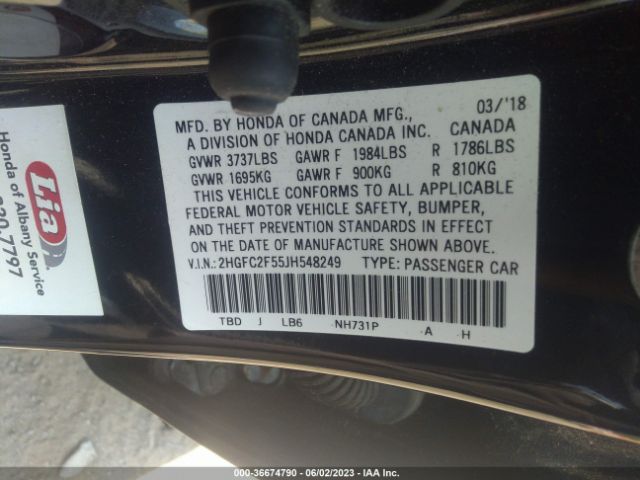 MFD. BY HONDA OF CANADA MFG., 03/'18
A DIVISION OF HONDA CANADA INC. CANADA
GVWR 3737LBS GAWR F 1984LBS R 1786LBS
GVWR 1695KG GAWR F 900KG R 810KG
THIS VEHICLE CONFORMS TO ALL APPLICABLE
FEDERAL MOTOR VEHICLE SAFETY, BUMPER,
AND THEFT PREVENTION STANDARDS IN EFFECT
ON THE DATE OF MANUFACTURE SHOWN ABOVE.
V.I.N.: 2HGFC2F55JH548249 TYPE: PASSENGER CAR
TBD J LB6 NH731P A H
Lia
Honda of Albany Service
7797
000-36674790 - 06/02/2023 - IAA Inc.